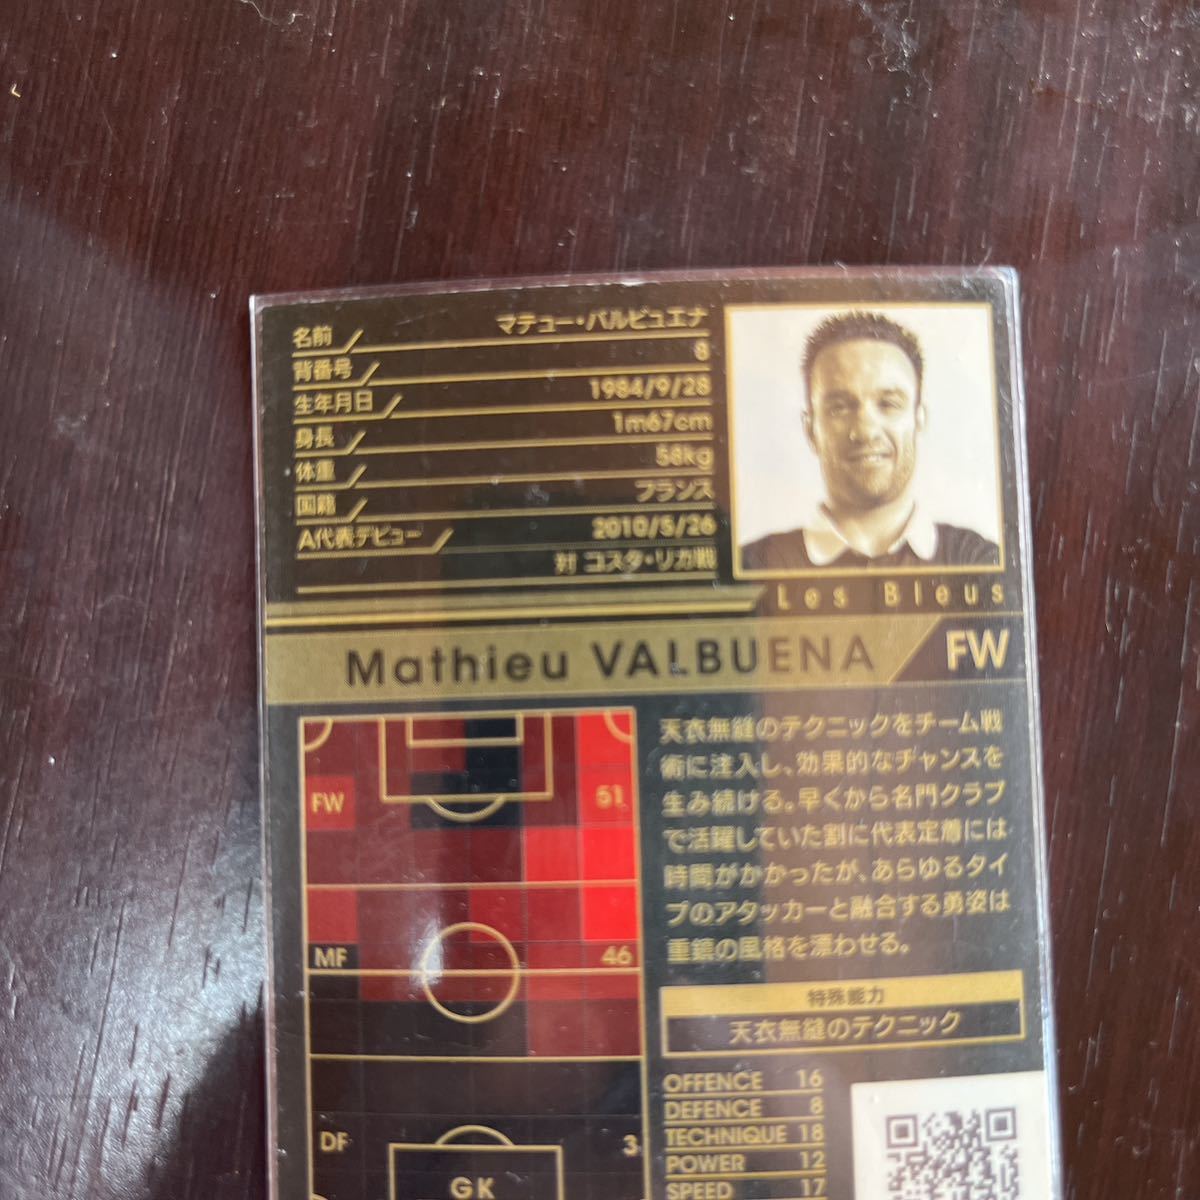 名前 マテュー・バルビュエナ
背番号 8
生年月日 1984/9/28
身長 1m67cm
体重 58kg
国籍 フランス
A代表デビュー 2010/5/26
対 コスタ・リカ戦
Les Bleus
Mathieu VALBUENA FW
FW 51
MF 46
DF 3
GK
天衣無縫のテクニックをチーム戦
術に注入し、効果的なチャンスを
生み続ける。早くから名門クラブ
で活躍していた割に代表定着には
時間がかかったが、あらゆるタイ
プのアタッカーと融合する勇姿は
重鎮の風格を漂わせる。
特殊能力
天衣無縫のテクニック
OFFENCE 16
DEFENCE 8
TECHNIQUE 18
POWER 12
SPEED 17